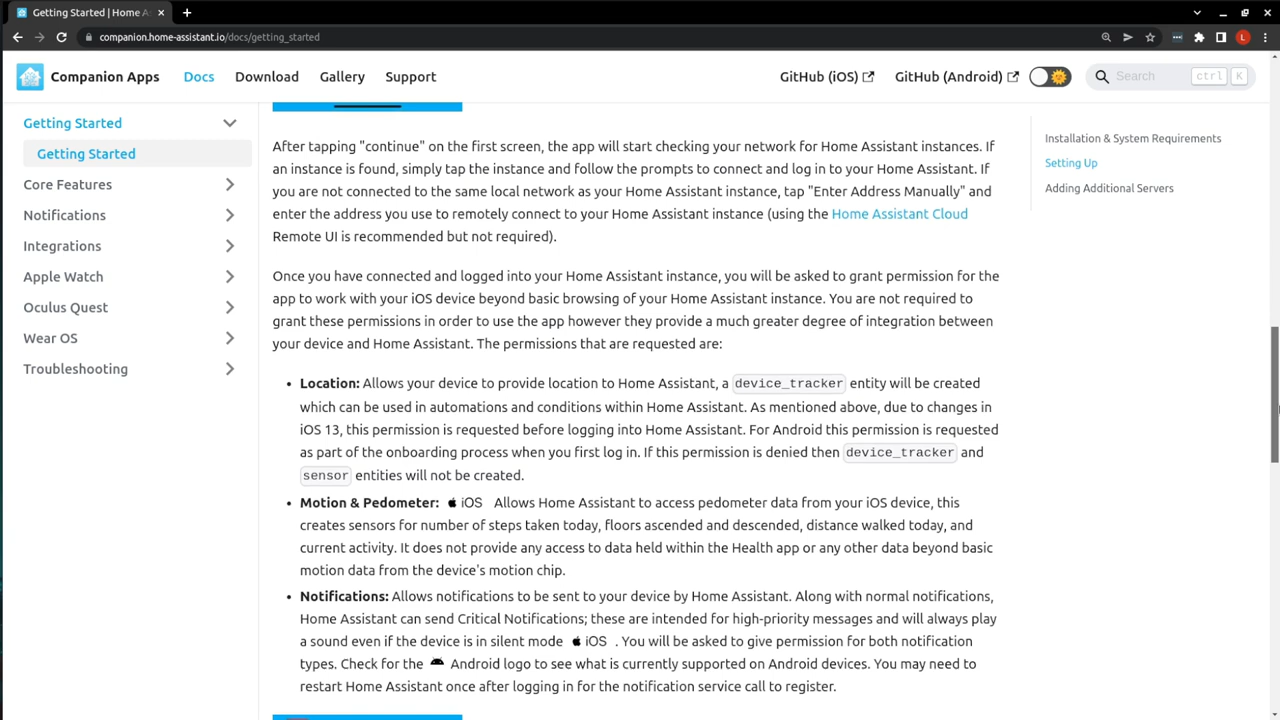 Getting Started | Home A
companion.home-assistant.io/docs/getting_started
L
Companion Apps
Docs
Download
Gallery
Support
GitHub (iOS)
GitHub (Android)
Search
ctrl
K
Getting Started
Getting Started
Core Features
Notifications
Integrations
Apple Watch
Oculus Quest
Wear OS
Troubleshooting
After tapping "continue" on the first screen, the app will start checking your network for Home Assistant instances. If
an instance is found, simply tap the instance and follow the prompts to connect and log in to your Home Assistant. If
you are not connected to the same local network as your Home Assistant instance, tap "Enter Address Manually" and
enter the address you use to remotely connect to your Home Assistant instance (using the Home Assistant Cloud
Remote UI is recommended but not required).
Once you have connected and logged into your Home Assistant instance, you will be asked to grant permission for the
app to work with your iOS device beyond basic browsing of your Home Assistant instance. You are not required to
grant these permissions in order to use the app however they provide a much greater degree of integration between
your device and Home Assistant. The permissions that are requested are:
• Location: Allows your device to provide location to Home Assistant, a device_tracker entity will be created
which can be used in automations and conditions within Home Assistant. As mentioned above, due to changes in
iOS 13, this permission is requested before logging into Home Assistant. For Android this permission is requested
as part of the onboarding process when you first log in. If this permission is denied then device_tracker and
sensor entities will not be created.
• Motion & Pedometer: iOS Allows Home Assistant to access pedometer data from your iOS device, this
creates sensors for number of steps taken today, floors ascended and descended, distance walked today, and
current activity. It does not provide any access to data held within the Health app or any other data beyond basic
motion data from the device's motion chip.
• Notifications: Allows notifications to be sent to your device by Home Assistant. Along with normal notifications,
Home Assistant can send Critical Notifications; these are intended for high-priority messages and will always play
a sound even if the device is in silent mode iOS . You will be asked to give permission for both notification
types. Check for the Android logo to see what is currently supported on Android devices. You may need to
restart Home Assistant once after logging in for the notification service call to register.
Installation & System Requirements
Setting Up
Adding Additional Servers